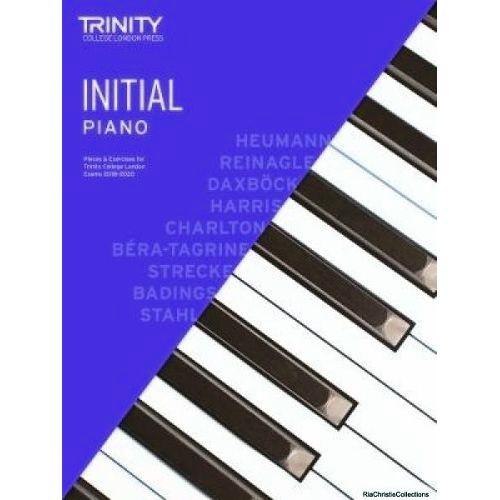 TRINITY
COLLEGE LONDON PRESS
INITIAL
PIANO
Pieces & Exercises for
Trinity College London
Exams 2018-2020
HEUMANN
REINAGLE
DAXBÖCK
HARRIS
CHARLTON
BÉRA-TAGRINE
STRECKE
BADINGS
STAHL
RiaChristieCollections